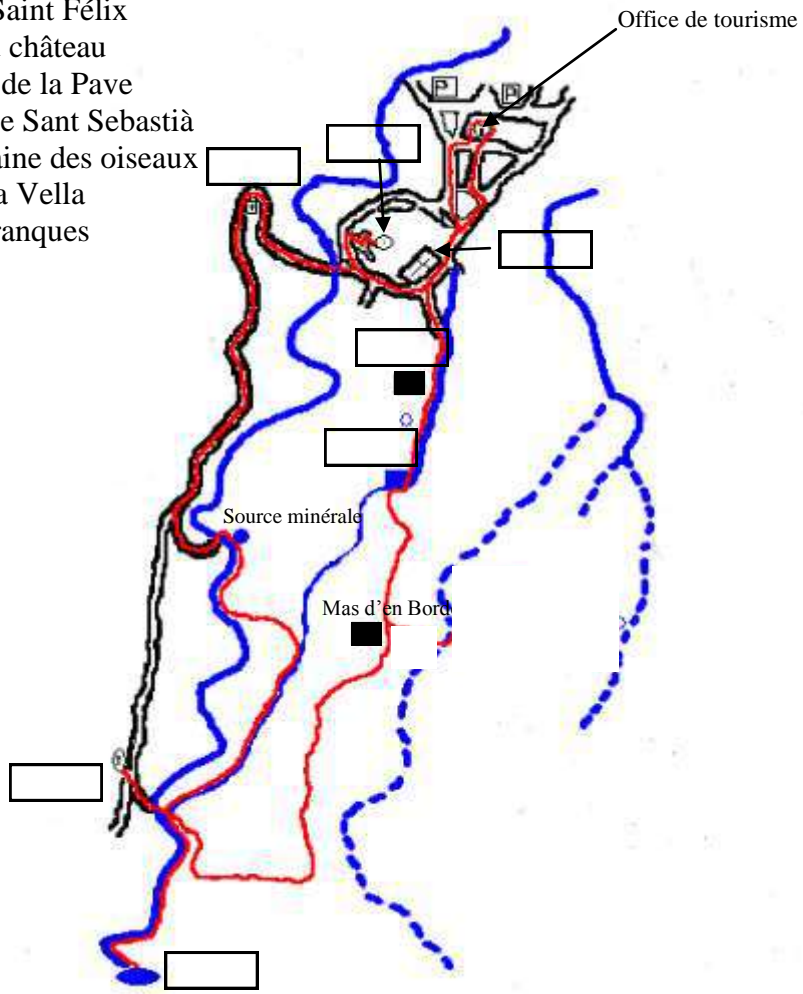 Saint Félix
château
de la Pave
e Sant Sebastià
aine des oiseaux
a Vella
ranques
Office de tourisme
P
P
Source minérale
Mas d'en Bord